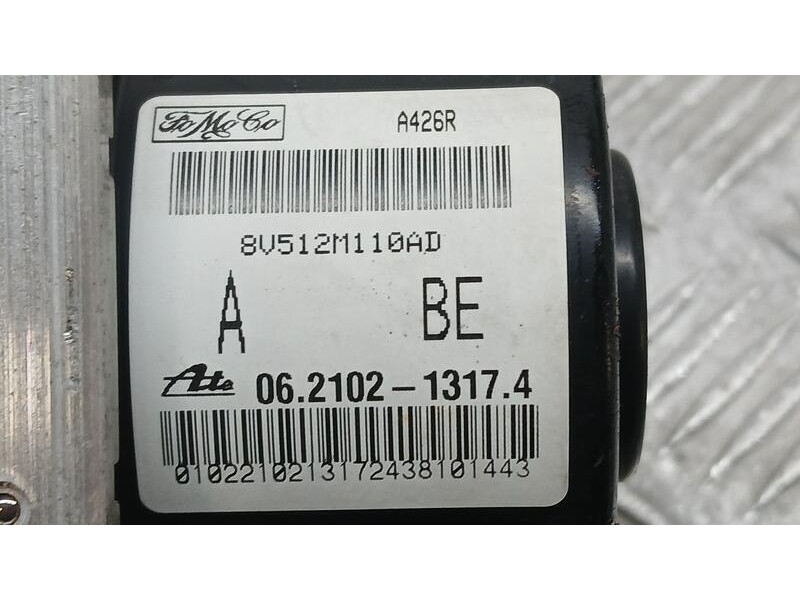 FoMoCo A426R
8V512M110AD
A BE
Ate 06.2102-1317.4
0102210213172438101443